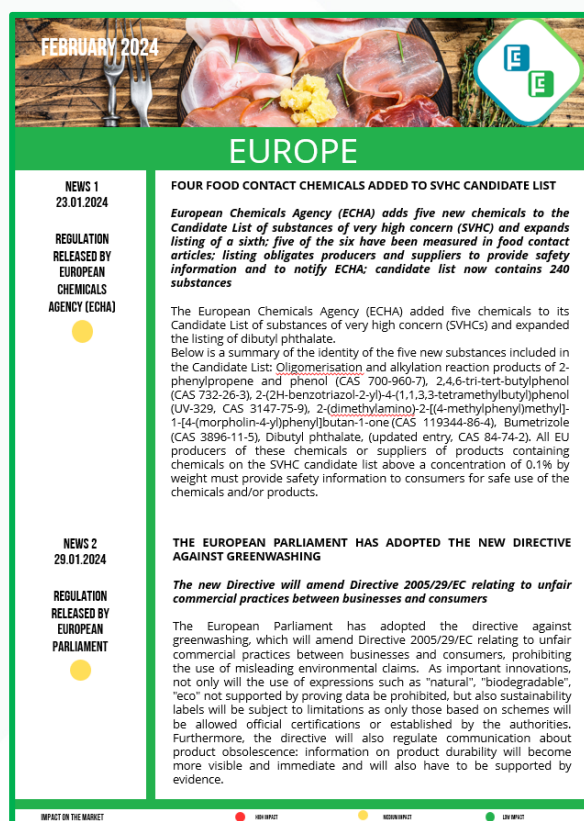 FEBRUARY 2024
EUROPE
NEWS 1
23.01.2024
REGULATION
RELEASED BY
EUROPEAN
CHEMICALS
AGENCY (ECHA)
FOUR FOOD CONTACT CHEMICALS ADDED TO SVHC CANDIDATE LIST
European Chemicals Agency (ECHA) adds five new chemicals to the
Candidate List of substances of very high concern (SVHC) and expands
listing of a sixth; five of the six have been measured in food contact
articles; listing obligates producers and suppliers to provide safety
information and to notify ECHA; candidate list now contains 240
substances
The European Chemicals Agency (ECHA) added five chemicals to its
Candidate List of substances of very high concern (SVHCs) and expanded
the listing of dibutyl phthalate.
Below is a summary of the identity of the five new substances included in
the Candidate List: Oligomerisation and alkylation reaction products of 2-
phenylpropene and phenol (CAS 700-960-7), 2,4,6-tri-tert-butylphenol
(CAS 732-26-3), 2-(2H-benzotriazol-2-yl)-4-(1,1,3,3-tetramethylbutyl)phenol
(UV-329, CAS 3147-75-9), 2-(dimethylamino)-2-[(4-methylphenyl)methyl]-
1-[4-(morpholin-4-yl)phenyl]butan-1-one (CAS 119344-86-4), Bumetrizole
(CAS 3896-11-5), Dibutyl phthalate, (updated entry, CAS 84-74-2). All EU
producers of these chemicals or suppliers of products containing
chemicals on the SVHC candidate list above a concentration of 0.1% by
weight must provide safety information to consumers for safe use of the
chemicals and/or products.
NEWS 2
29.01.2024
REGULATION
RELEASED BY
EUROPEAN
PARLIAMENT
THE EUROPEAN PARLIAMENT HAS ADOPTED THE NEW DIRECTIVE
AGAINST GREENWASHING
The new Directive will amend Directive 2005/29/EC relating to unfair
commercial practices between businesses and consumers
The European Parliament has adopted the directive against
greenwashing, which will amend Directive 2005/29/EC relating to unfair
commercial practices between businesses and consumers, prohibiting
the use of misleading environmental claims. As important innovations,
not only will the use of expressions such as "natural", "biodegradable",
"eco" not supported by proving data be prohibited, but also sustainability
labels will be subject to limitations as only those based on schemes will
be allowed official certifications or established by the authorities.
Furthermore, the directive will also regulate communication about
product obsolescence: information on product durability will become
more visible and immediate and will also have to be supported by
evidence.
IMPACT ON THE MARKET
HIGH IMPACT
MEDIUM IMPACT
LOW IMPACT